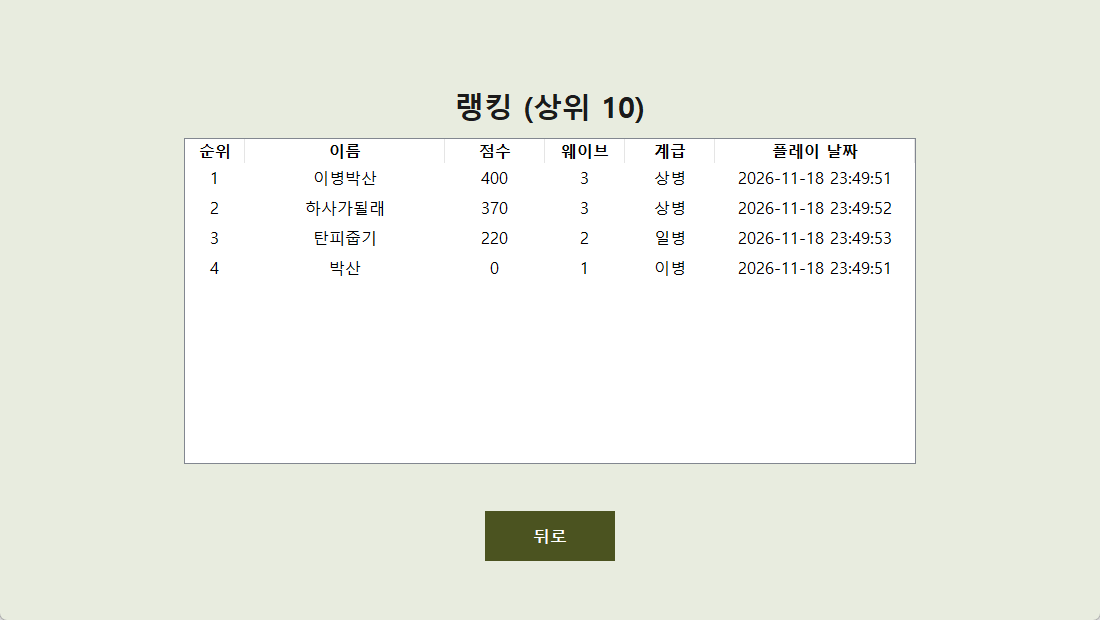 랭킹 (상위 10)
순위 이름 점수 웨이브 계급 플레이 날짜
1 이병박산 400 3 상병 2026-11-18 23:49:51
2 하사가될래 370 3 상병 2026-11-18 23:49:52
3 탄피줍기 220 2 일병 2026-11-18 23:49:53
4 박산 0 1 이병 2026-11-18 23:49:51
뒤로